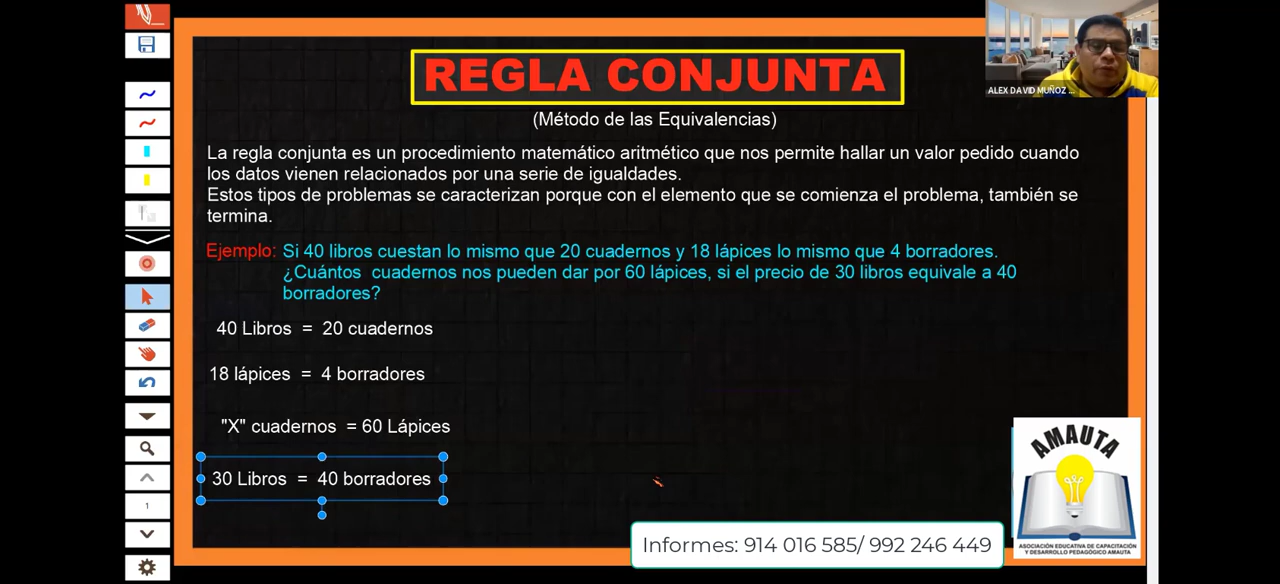 ALEX DAVID MUÑOZ ...
REGLA CONJUNTA
(Método de las Equivalencias)
La regla conjunta es un procedimiento matemático aritmético que nos permite hallar un valor pedido cuando
los datos vienen relacionados por una serie de igualdades.
Estos tipos de problemas se caracterizan porque con el elemento que se comienza el problema, también se
termina.
Ejemplo: Si 40 libros cuestan lo mismo que 20 cuadernos y 18 lápices lo mismo que 4 borradores.
¿Cuántos cuadernos nos pueden dar por 60 lápices, si el precio de 30 libros equivale a 40
borradores?
40 Libros = 20 cuadernos
18 lápices = 4 borradores
"X" cuadernos = 60 Lápices
30 Libros = 40 borradores
1
AMAUTA
ASOCIACIÓN EDUCATIVA DE CAPACITACIÓN
Y DESARROLLO PEDAGÓGICO AMAUTA
Informes: 914 016 585/ 992 246 449